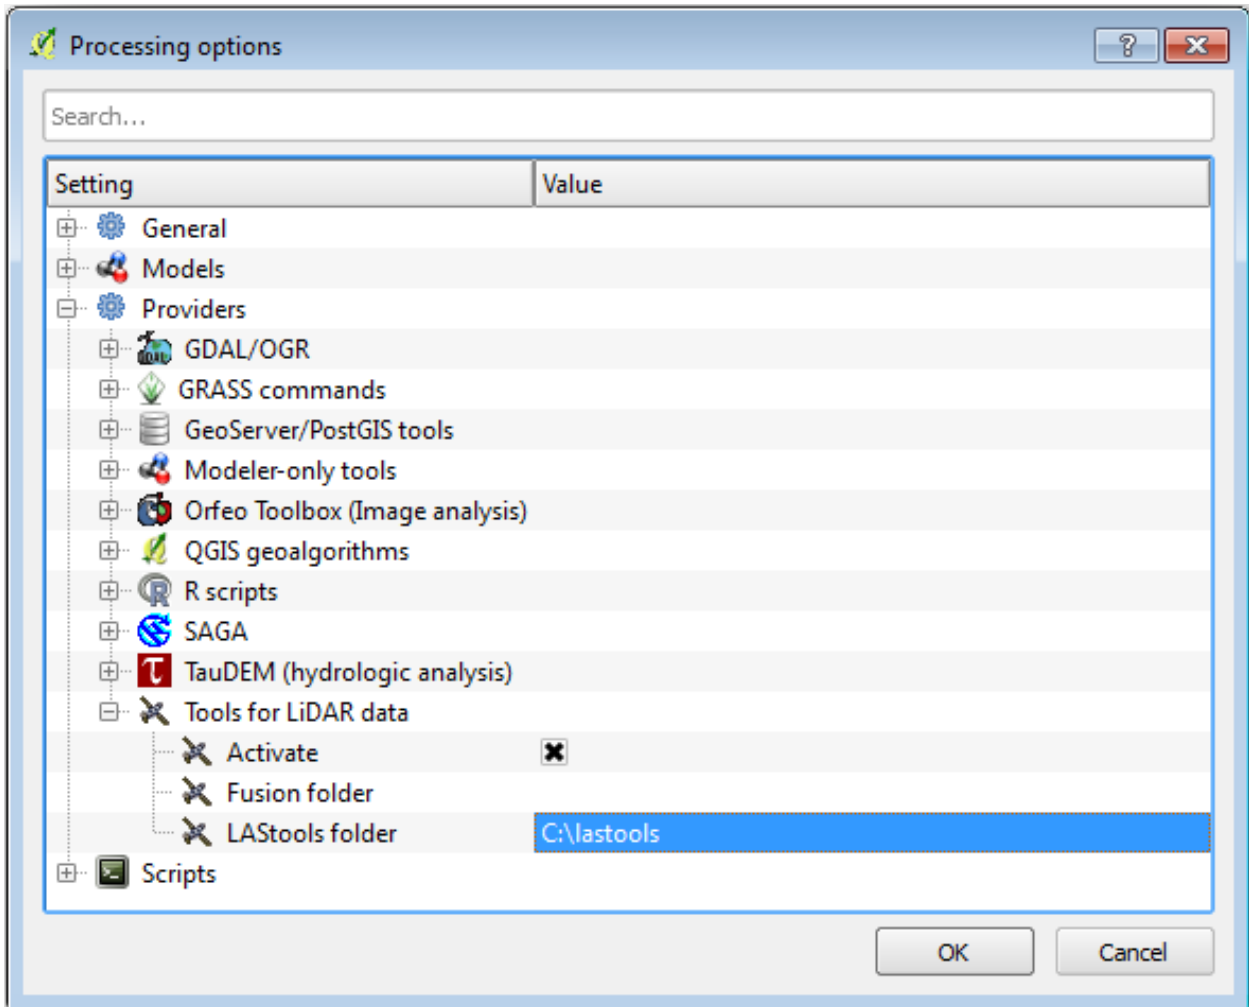 Processing options
Search...
Setting Value
General
Models
Providers
GDAL/OGR
GRASS commands
GeoServer/PostGIS tools
Modeler-only tools
Orfeo Toolbox (Image analysis)
QGIS geoalgorithms
R scripts
SAGA
TauDEM (hydrologic analysis)
Tools for LiDAR data
Activate
Fusion folder
LAStools folder C:\lastools
Scripts
OK Cancel